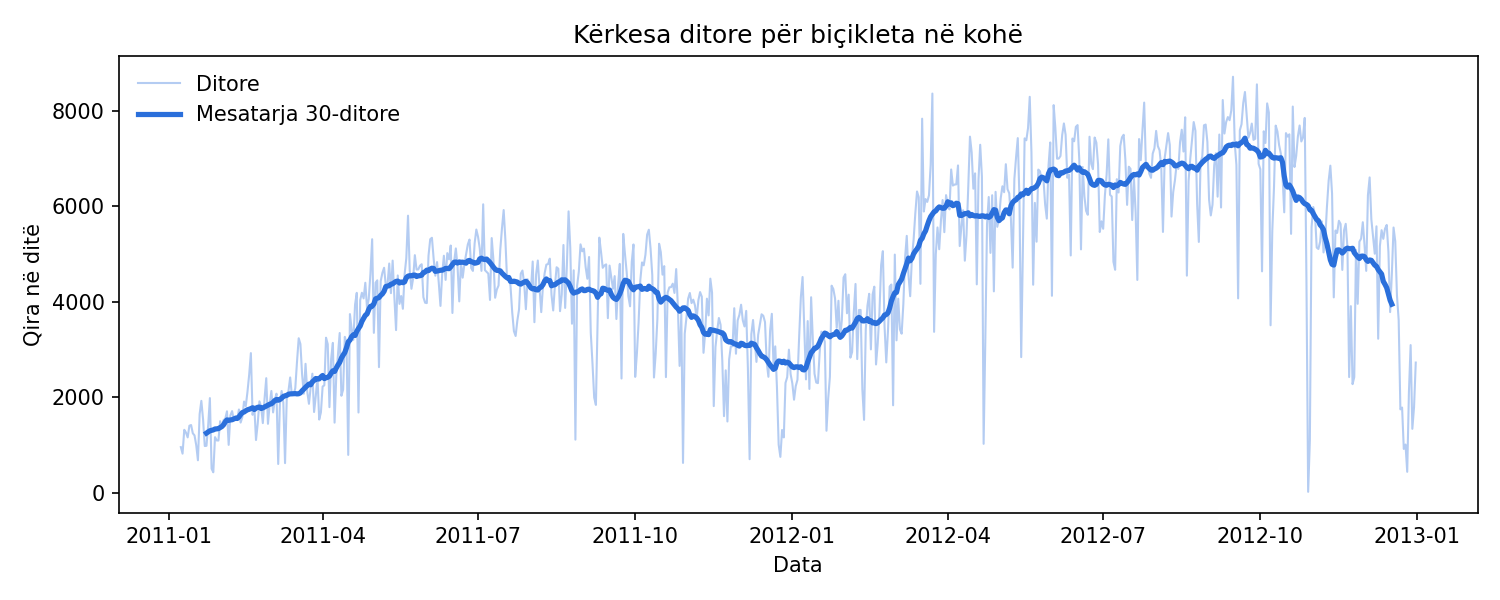 Kërkesa ditore për biçikleta në kohë
Ditore
Mesatarja 30-ditore
Qira në ditë
8000
6000
4000
2000
0
2011-01
2011-04
2011-07
2011-10
2012-01
2012-04
2012-07
2012-10
2013-01
Data